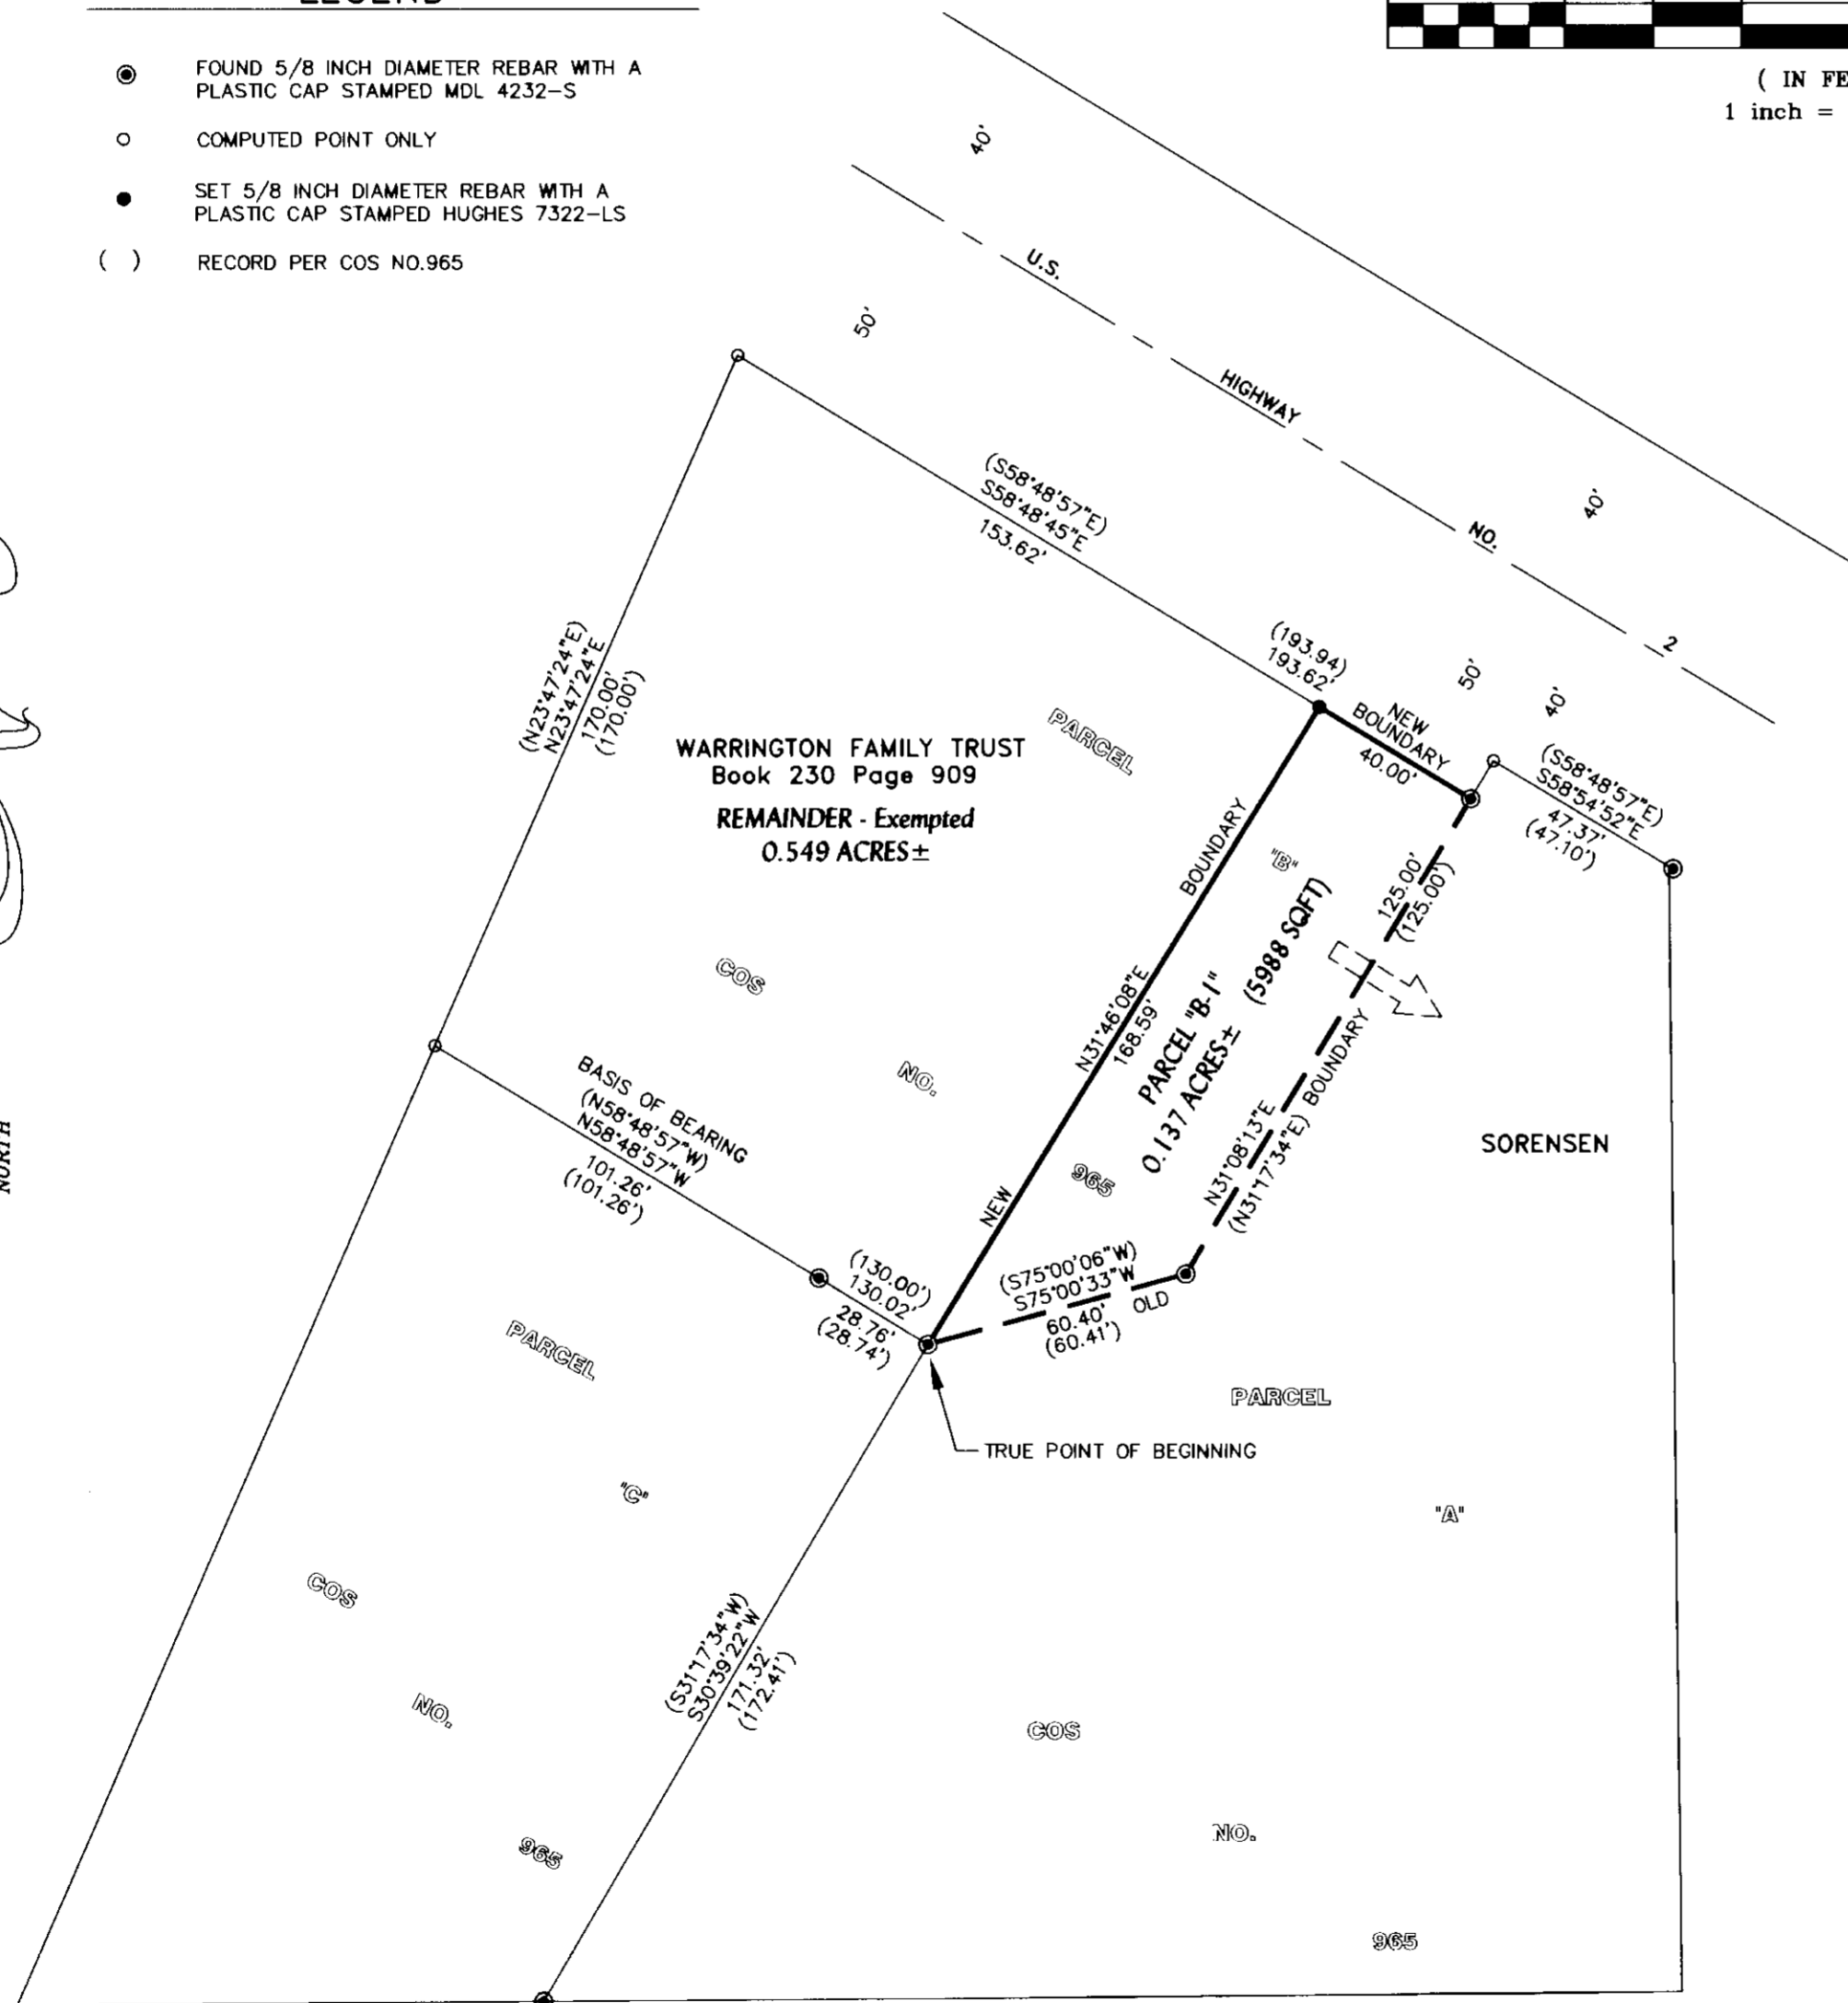 LEGEND
FOUND 5/8 INCH DIAMETER REBAR WITH A
PLASTIC CAP STAMPED MDL 4232-S
COMPUTED POINT ONLY
SET 5/8 INCH DIAMETER REBAR WITH A
PLASTIC CAP STAMPED HUGHES 7322-LS
( ) RECORD PER COS NO.965
( IN FE
1 inch =
40'
50'
U.S. HIGHWAY NO. 2
40'
50'
40'
(S58°48'57"E)
S58°48'45"E
153.62'
(193.94)
193.62'
NEW
BOUNDARY
40.00'
(S58°48'57"E)
S58°54'52"E
47.37'
(47.10')
(N23°47'24"E)
N23°47'24"E
170.00'
(170.00')
WARRINGTON FAMILY TRUST
Book 230 Page 909
REMAINDER - Exempted
0.549 ACRES±
PARCEL
"B"
COS
NO.
965
NEW BOUNDARY
N31°46'08"E
168.59'
PARCEL "B-1"
0.137 ACRES± (5988 SQFT)
125.00'
(125.00')
N31°08'13"E
(N31°17'34"E)
OLD BOUNDARY
SORENSEN
BASIS OF BEARING
(N58°48'57"W)
N58°48'57"W
101.26'
(101.26')
(130.00')
130.02'
28.76'
(28.74')
(S75°00'06"W)
S75°00'33"W
60.40'
(60.41')
TRUE POINT OF BEGINNING
PARCEL
"C"
COS
NO.
965
(S31°17'34"W)
S30°39'22"W
171.32'
(172.41')
PARCEL
"A"
COS
NO.
965
NORTH